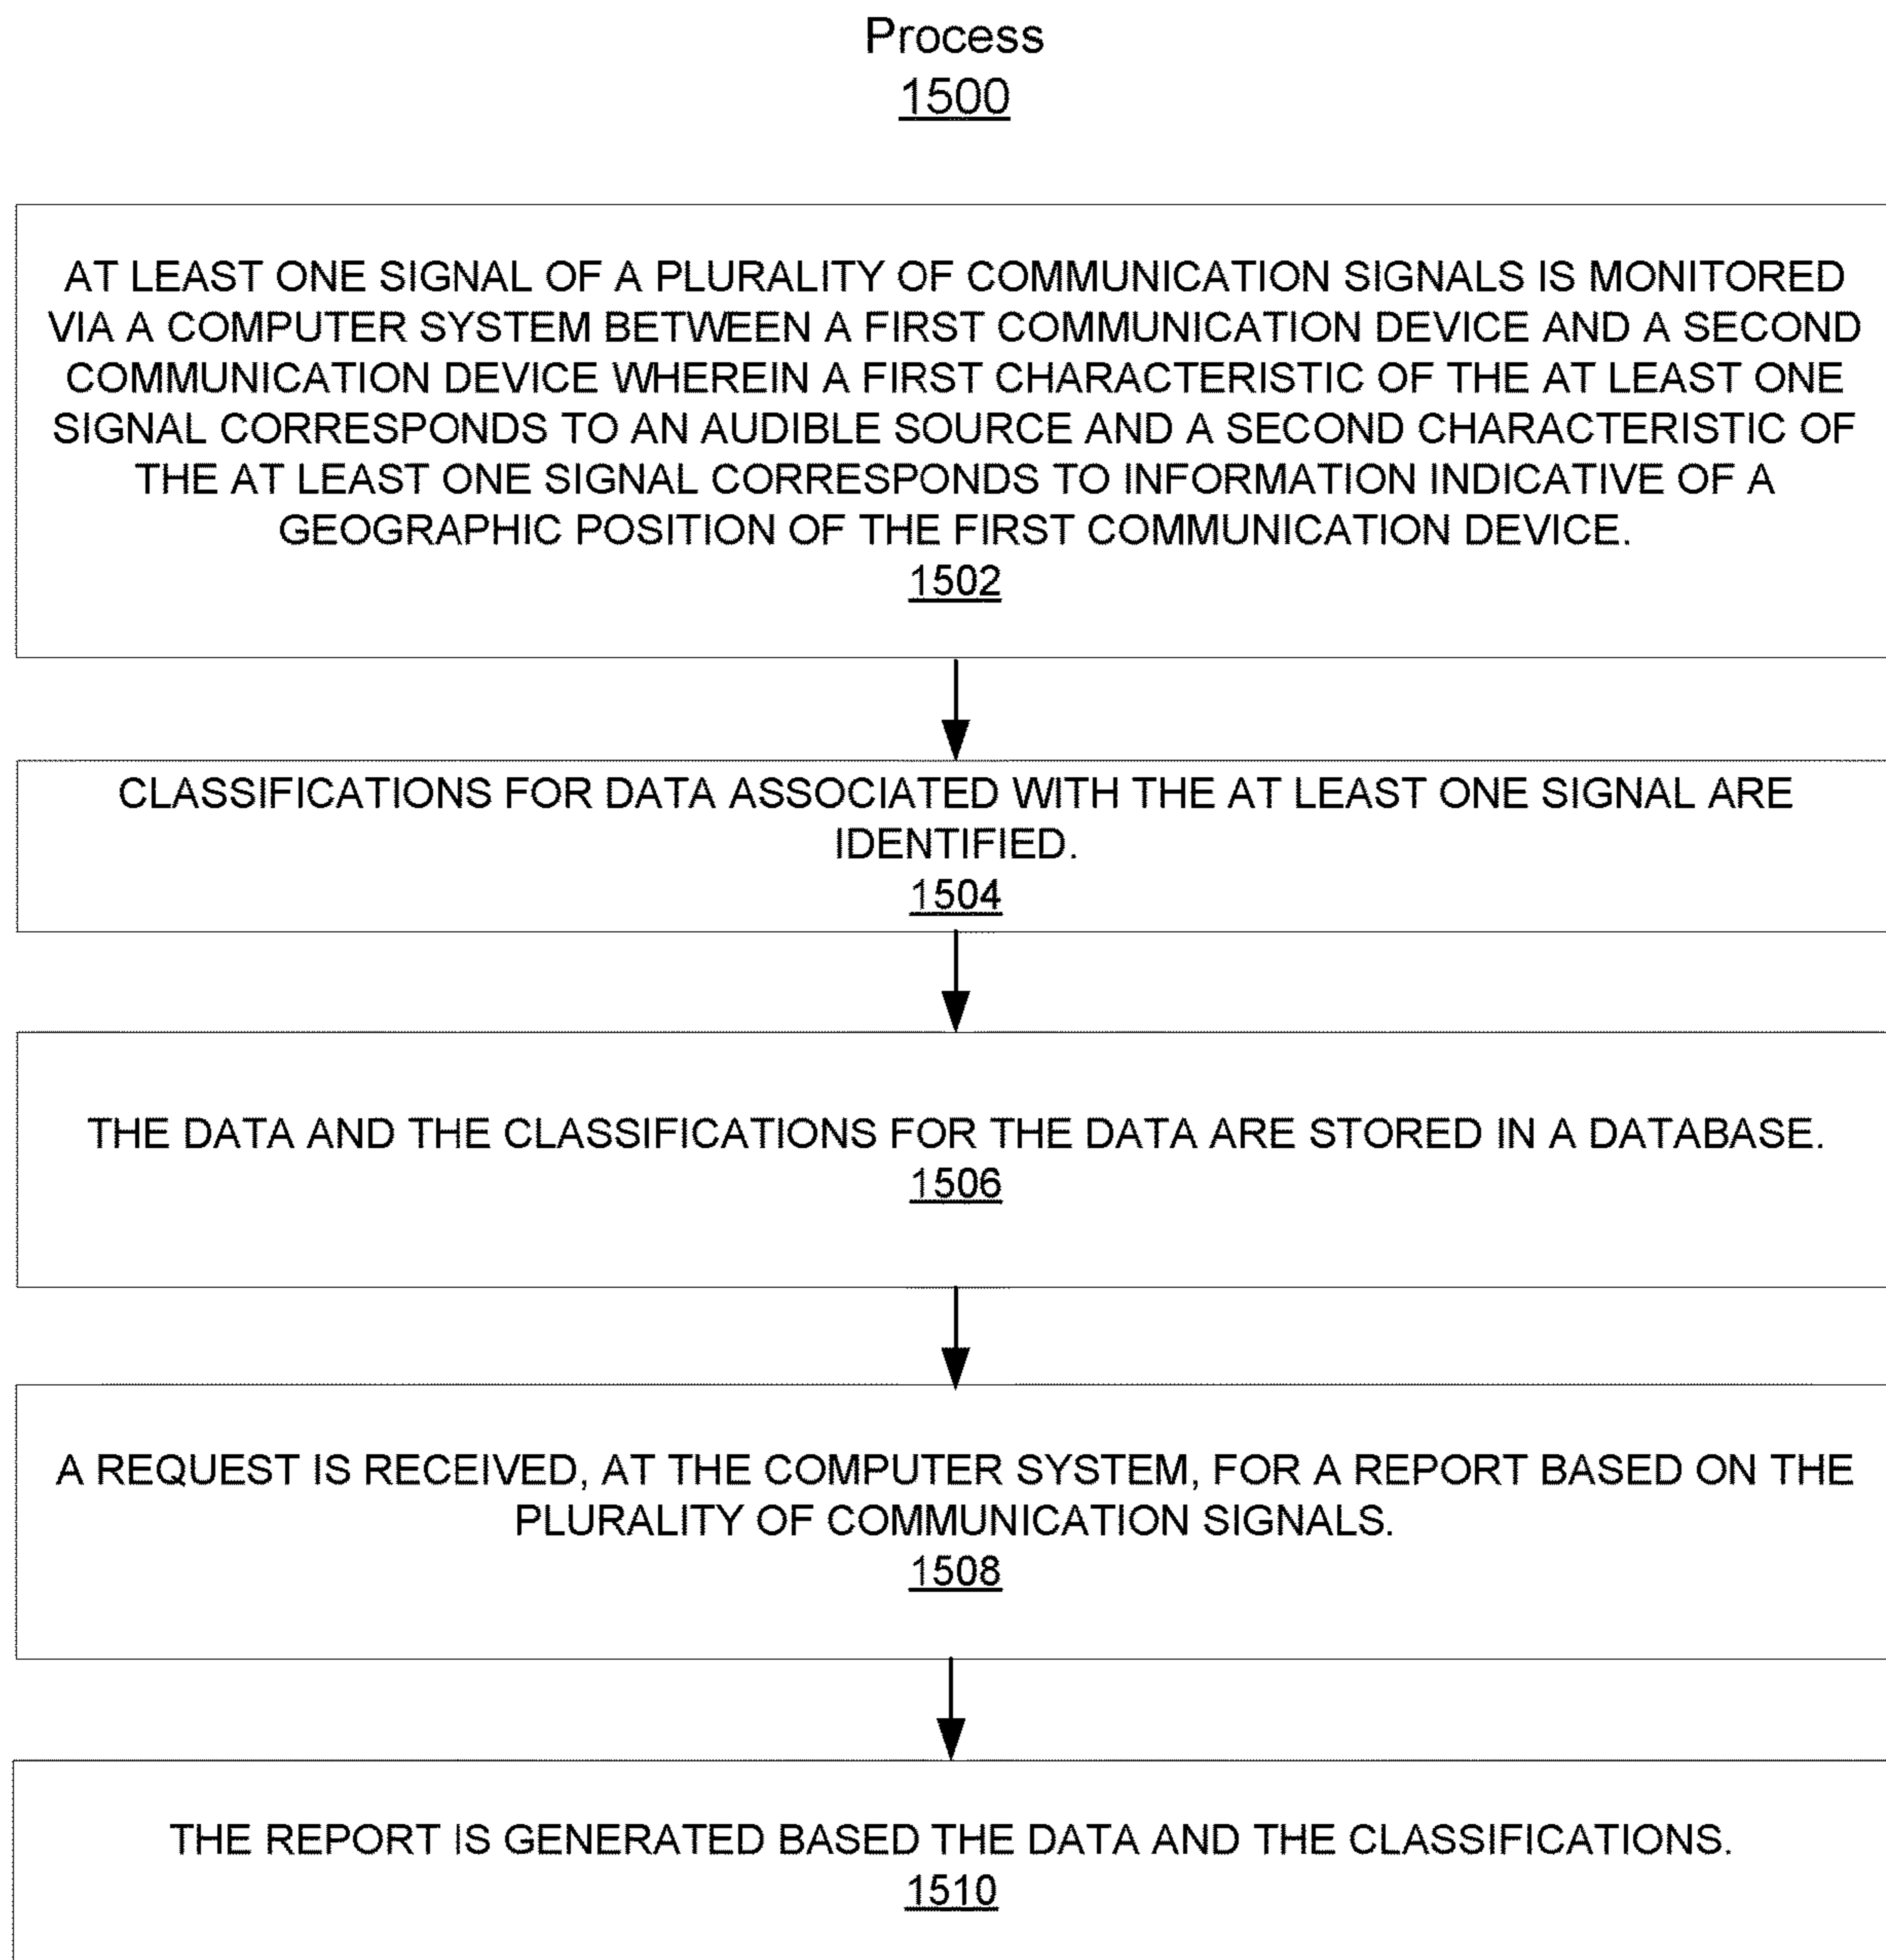 Process
1500
AT LEAST ONE SIGNAL OF A PLURALITY OF COMMUNICATION SIGNALS IS MONITORED
VIA A COMPUTER SYSTEM BETWEEN A FIRST COMMUNICATION DEVICE AND A SECOND
COMMUNICATION DEVICE WHEREIN A FIRST CHARACTERISTIC OF THE AT LEAST ONE
SIGNAL CORRESPONDS TO AN AUDIBLE SOURCE AND A SECOND CHARACTERISTIC OF
THE AT LEAST ONE SIGNAL CORRESPONDS TO INFORMATION INDICATIVE OF A
GEOGRAPHIC POSITION OF THE FIRST COMMUNICATION DEVICE.
1502
CLASSIFICATIONS FOR DATA ASSOCIATED WITH THE AT LEAST ONE SIGNAL ARE
IDENTIFIED.
1504
THE DATA AND THE CLASSIFICATIONS FOR THE DATA ARE STORED IN A DATABASE.
1506
A REQUEST IS RECEIVED, AT THE COMPUTER SYSTEM, FOR A REPORT BASED ON THE
PLURALITY OF COMMUNICATION SIGNALS.
1508
THE REPORT IS GENERATED BASED THE DATA AND THE CLASSIFICATIONS.
1510